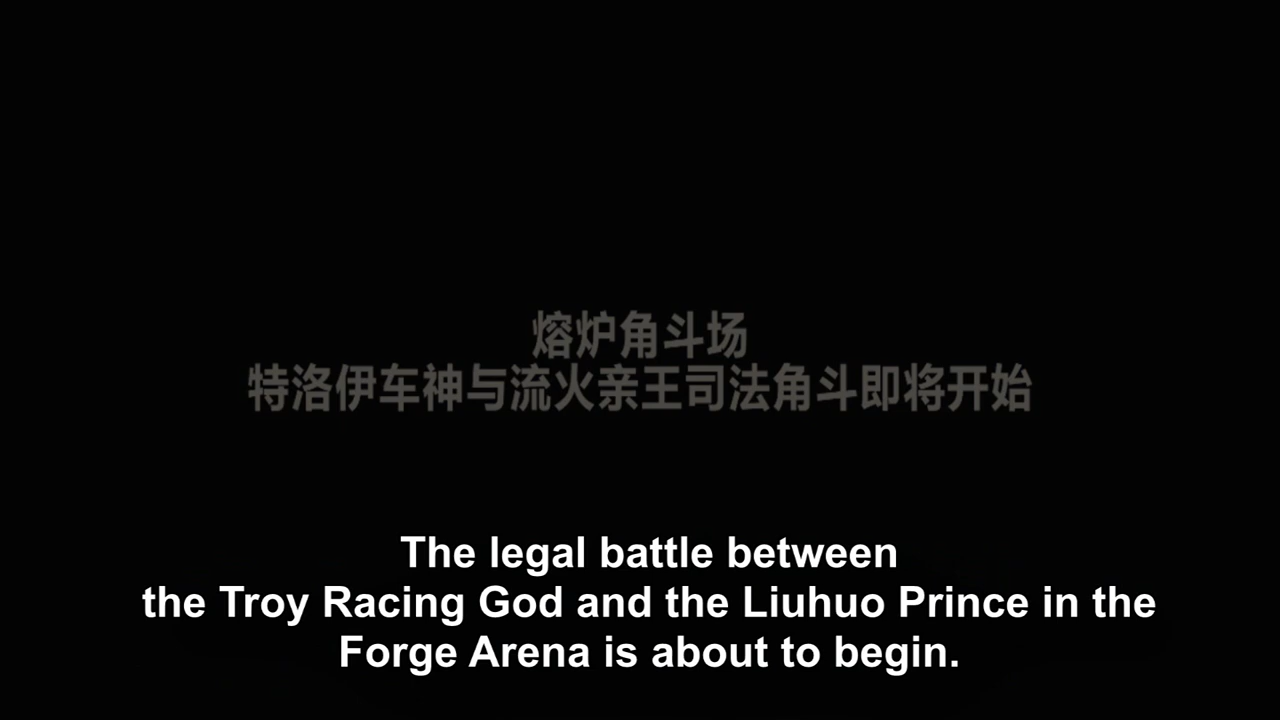 熔炉角斗场
特洛伊车神与流火亲王司法角斗即将开始
The legal battle between
the Troy Racing God and the Liuhuo Prince in the
Forge Arena is about to begin.